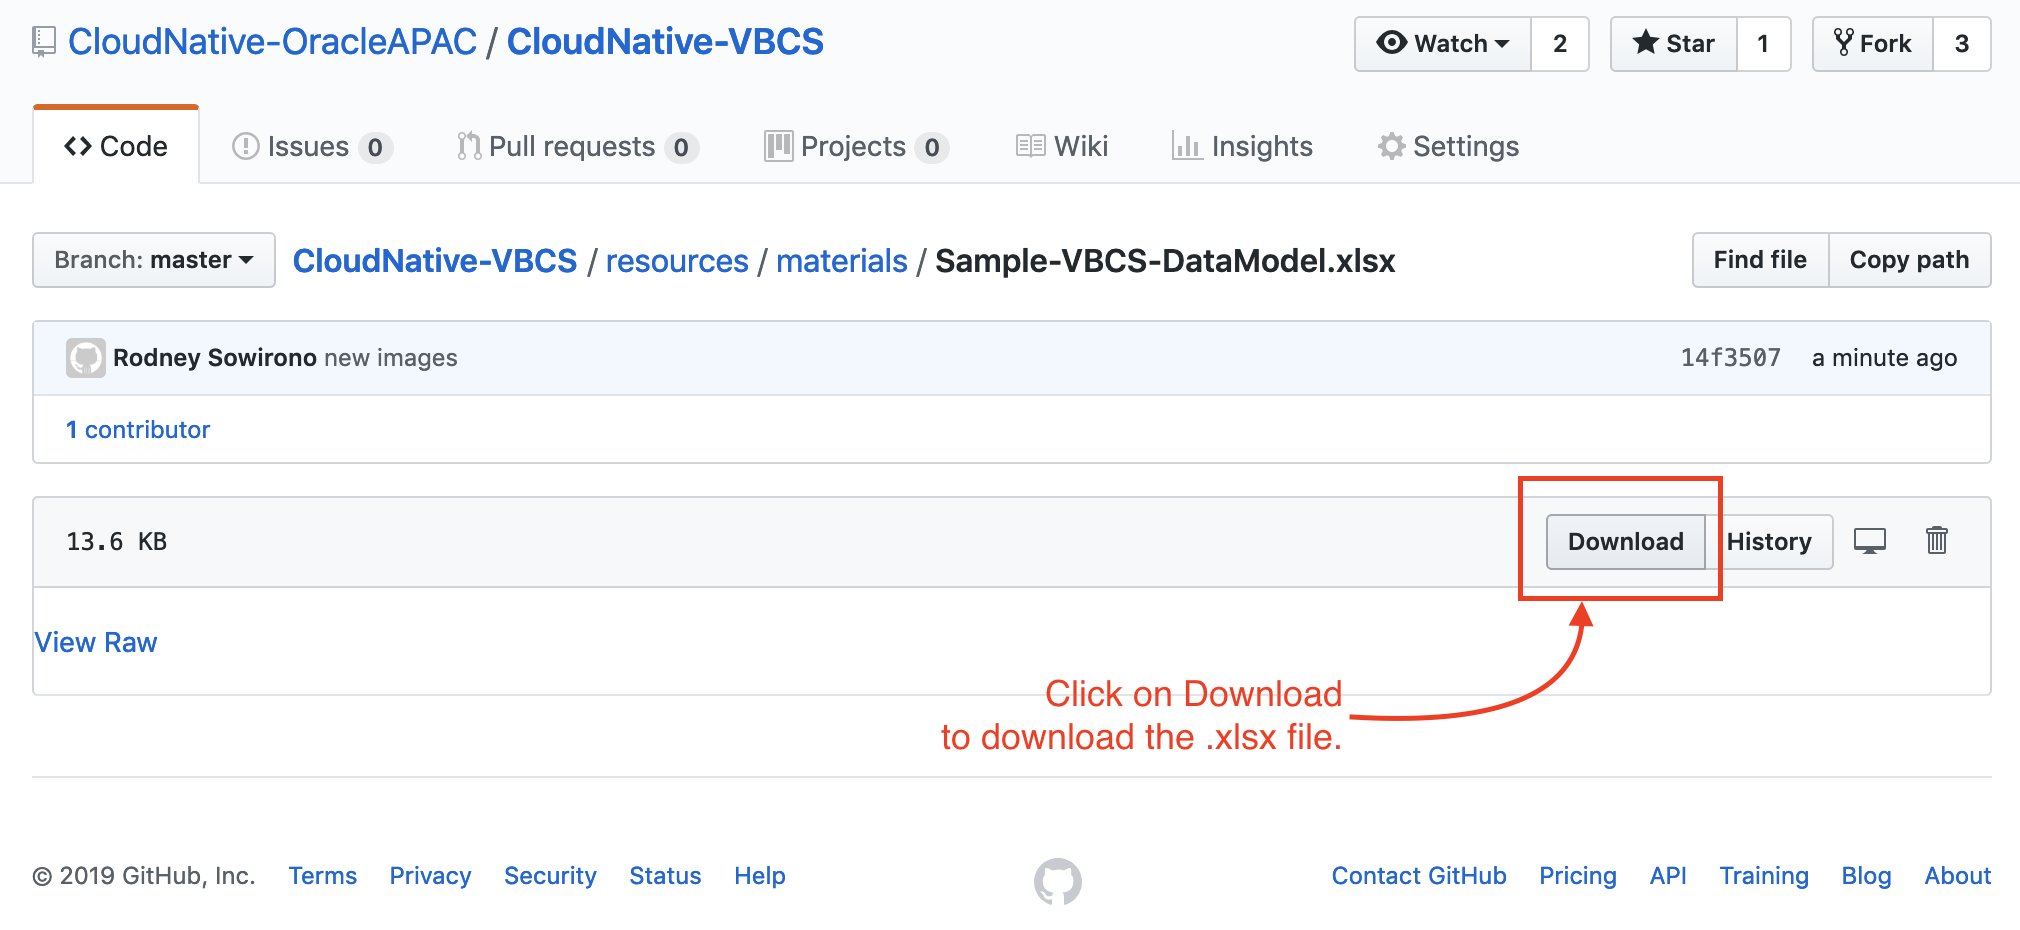 CloudNative-OracleAPAC / CloudNative-VBCS
Watch 2 Star 1 Fork 3
Code Issues 0 Pull requests 0 Projects 0 Wiki Insights Settings
Branch: master CloudNative-VBCS / resources / materials / Sample-VBCS-DataModel.xlsx Find file Copy path
Rodney Sowirono new images 14f3507 a minute ago
1 contributor
13.6 KB Download History
View Raw
Click on Download
to download the .xlsx file.
© 2019 GitHub, Inc. Terms Privacy Security Status Help Contact GitHub Pricing API Training Blog About